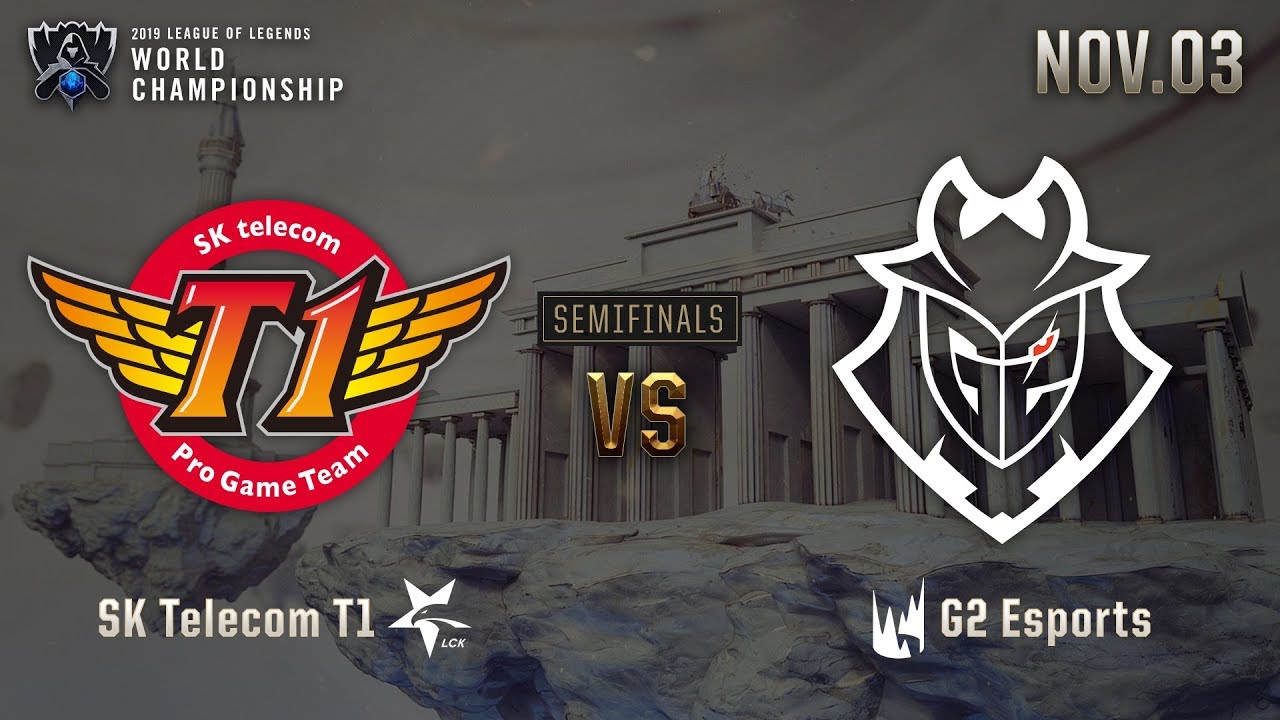 2019 LEAGUE OF LEGENDS
WORLD
CHAMPIONSHIP
NOV.03
SK telecom
T1
Pro Game Team
SEMIFINALS
VS
G2
SK Telecom T1
LCK
G2 Esports